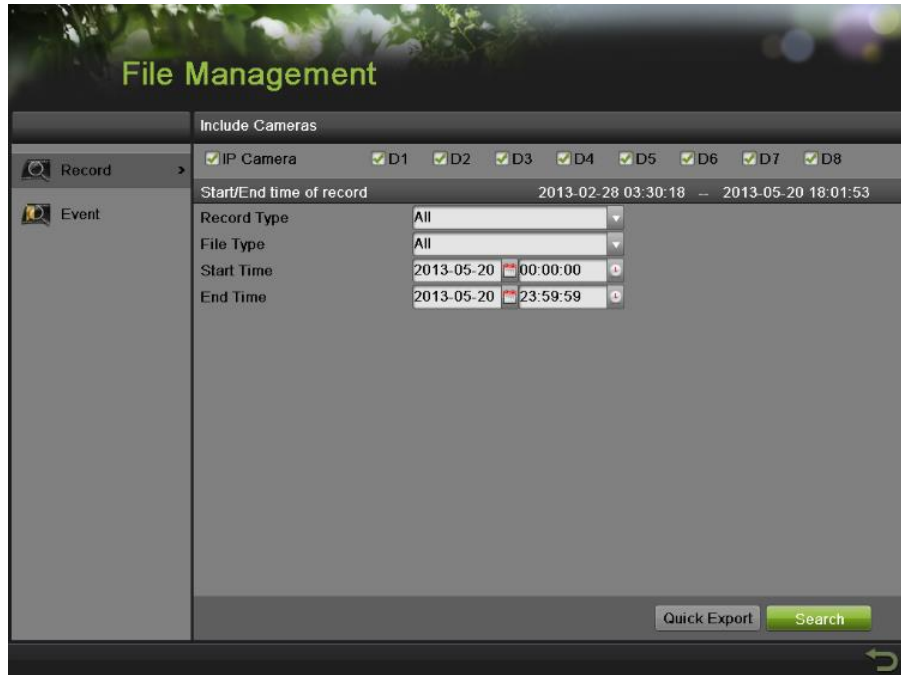 File Management
Include Cameras
Record
Event
IP Camera D1 D2 D3 D4 D5 D6 D7 D8
Start/End time of record 2013-02-28 03:30:18 -- 2013-05-20 18:01:53
Record Type All
File Type All
Start Time 2013-05-20 00:00:00
End Time 2013-05-20 23:59:59
Quick Export Search